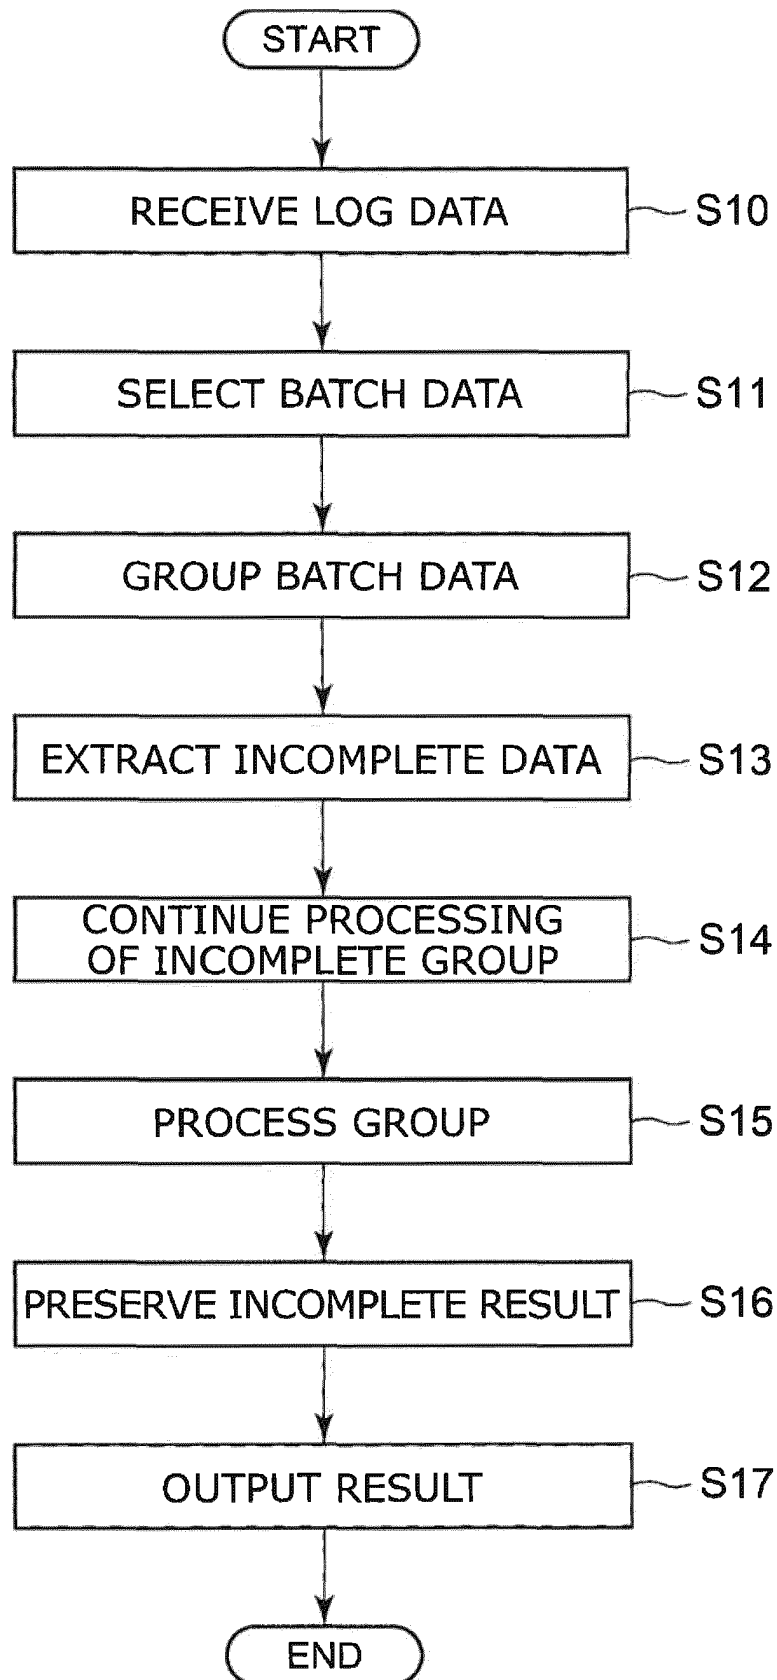 START
RECEIVE LOG DATA
S10
SELECT BATCH DATA
S11
GROUP BATCH DATA
S12
EXTRACT INCOMPLETE DATA
S13
CONTINUE PROCESSING
OF INCOMPLETE GROUP
S14
PROCESS GROUP
S15
PRESERVE INCOMPLETE RESULT
S16
OUTPUT RESULT
S17
END